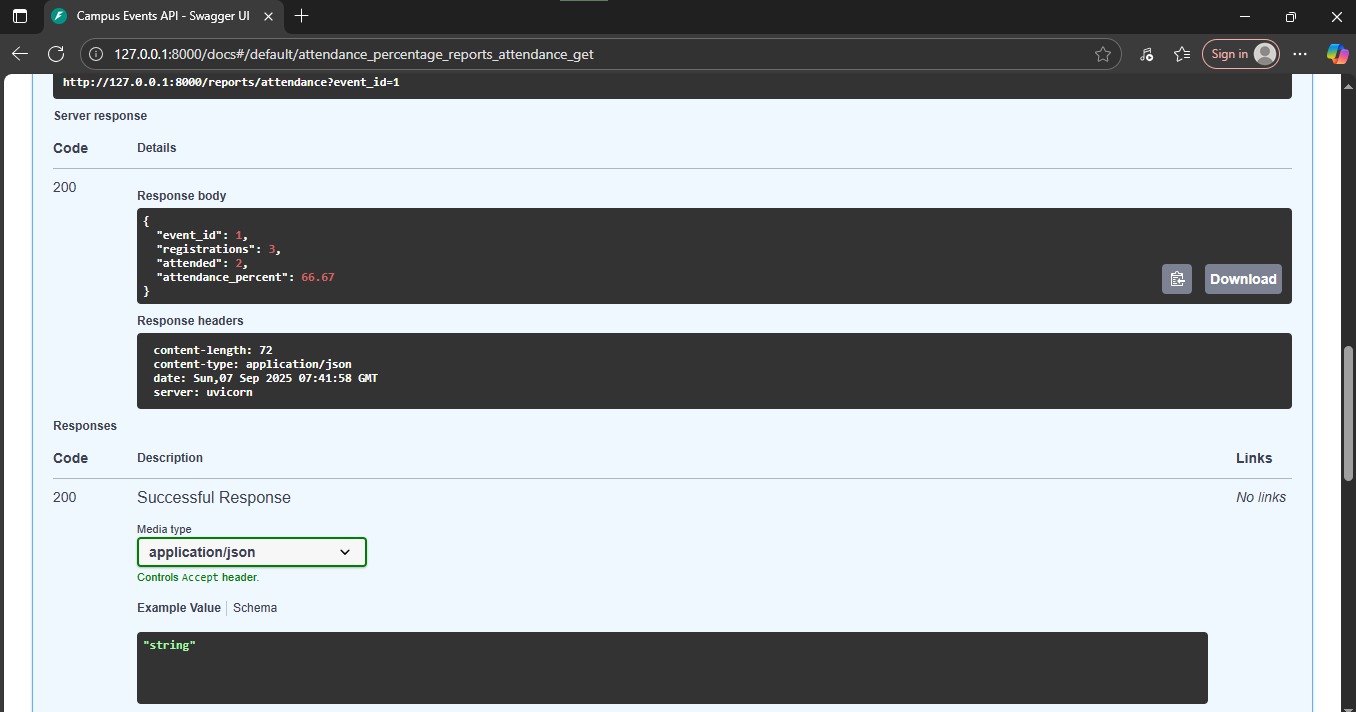 Campus Events API - Swagger UI
127.0.0.1:8000/docs#/default/attendance_percentage_reports_attendance_get
Sign in
http://127.0.0.1:8000/reports/attendance?event_id=1
Server response
Code Details
200
Response body
{
"event_id": 1,
"registrations": 3,
"attended": 2,
"attendance_percent": 66.67
}
Download
Response headers
content-length: 72
content-type: application/json
date: Sun,07 Sep 2025 07:41:58 GMT
server: uvicorn
Responses
Code Description Links
200 Successful Response No links
Media type
application/json
Controls Accept header.
Example Value Schema
"string"